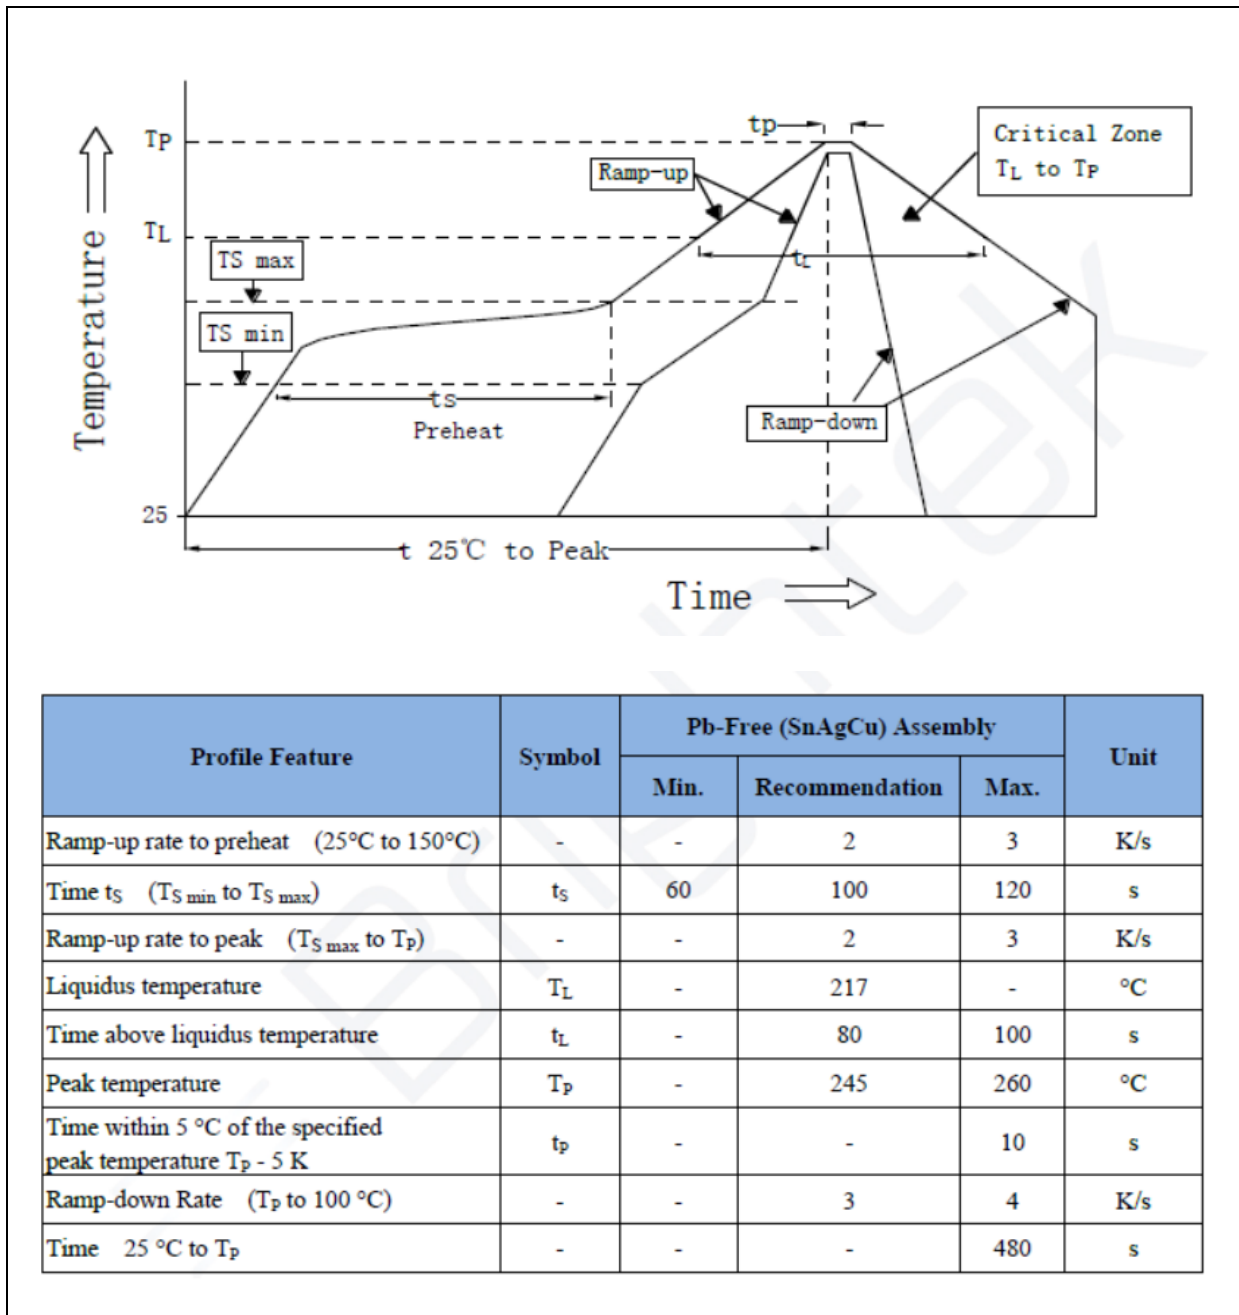 tp
Critical Zone
TL to TP
TP
Ramp-up
TL
TS max
TS min
Temperature
ts
Preheat
tL
Ramp-down
25
t 25℃ to Peak
Time
Profile Feature Symbol Pb-Free (SnAgCu) Assembly Unit
Min. Recommendation Max.
Ramp-up rate to preheat (25°C to 150°C) - - 2 3 K/s
Time tS (TS min to TS max) tS 60 100 120 s
Ramp-up rate to peak (TS max to TP) - - 2 3 K/s
Liquidus temperature TL - 217 - °C
Time above liquidus temperature tL - 80 100 s
Peak temperature TP - 245 260 °C
Time within 5 °C of the specified
peak temperature TP - 5 K tP - - 10 s
Ramp-down Rate (TP to 100 °C) - - 3 4 K/s
Time 25 °C to TP - - - 480 s
Brightek